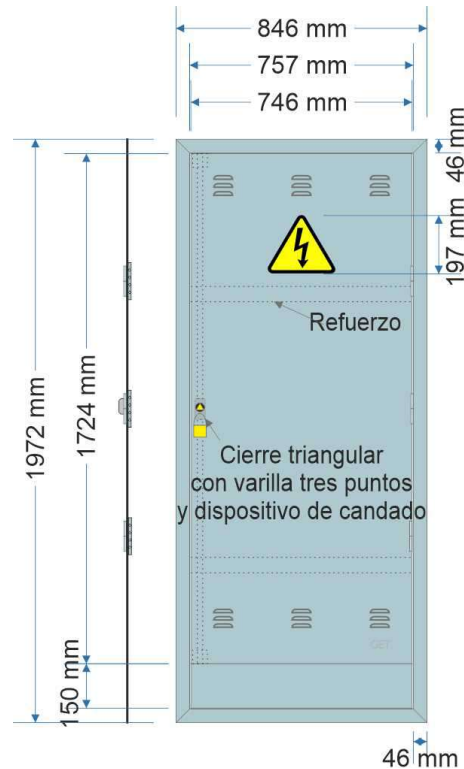 846 mm
757 mm
746 mm
46 mm
197 mm
Refuerzo
1972 mm
1724 mm
Cierre triangular
con varilla tres puntos
y dispositivo de candado
150 mm
46 mm